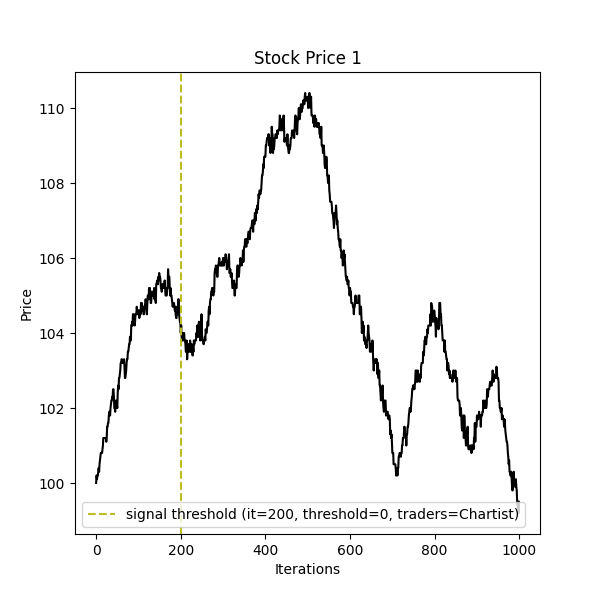 Stock Price 1
110
108
106
104
102
100
Price
signal threshold (it=200, threshold=0, traders=Chartist)
0 200 400 600 800 1000
Iterations